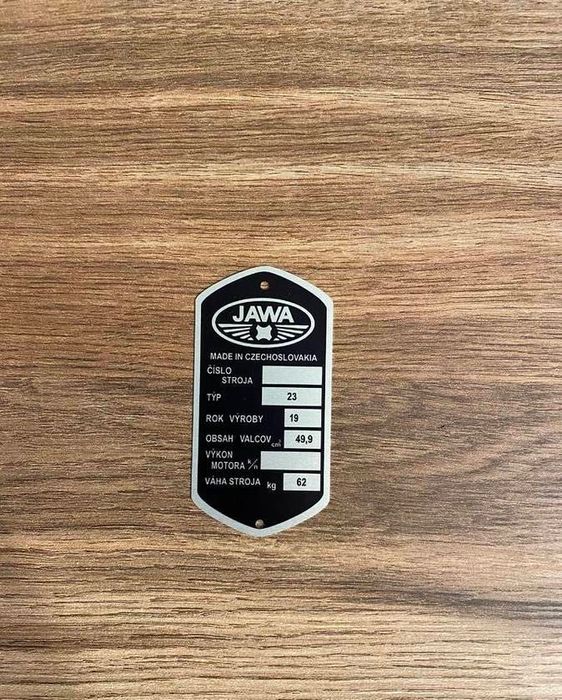 JAWA
MADE IN CZECHOSLOVAKIA
ČÍSLO
STROJA
TÝP 23
ROK VÝROBY 19
OBSAH VALCOV cm³ 49,9
VÝKON
MOTORA k/n
VÁHA STROJA kg 62